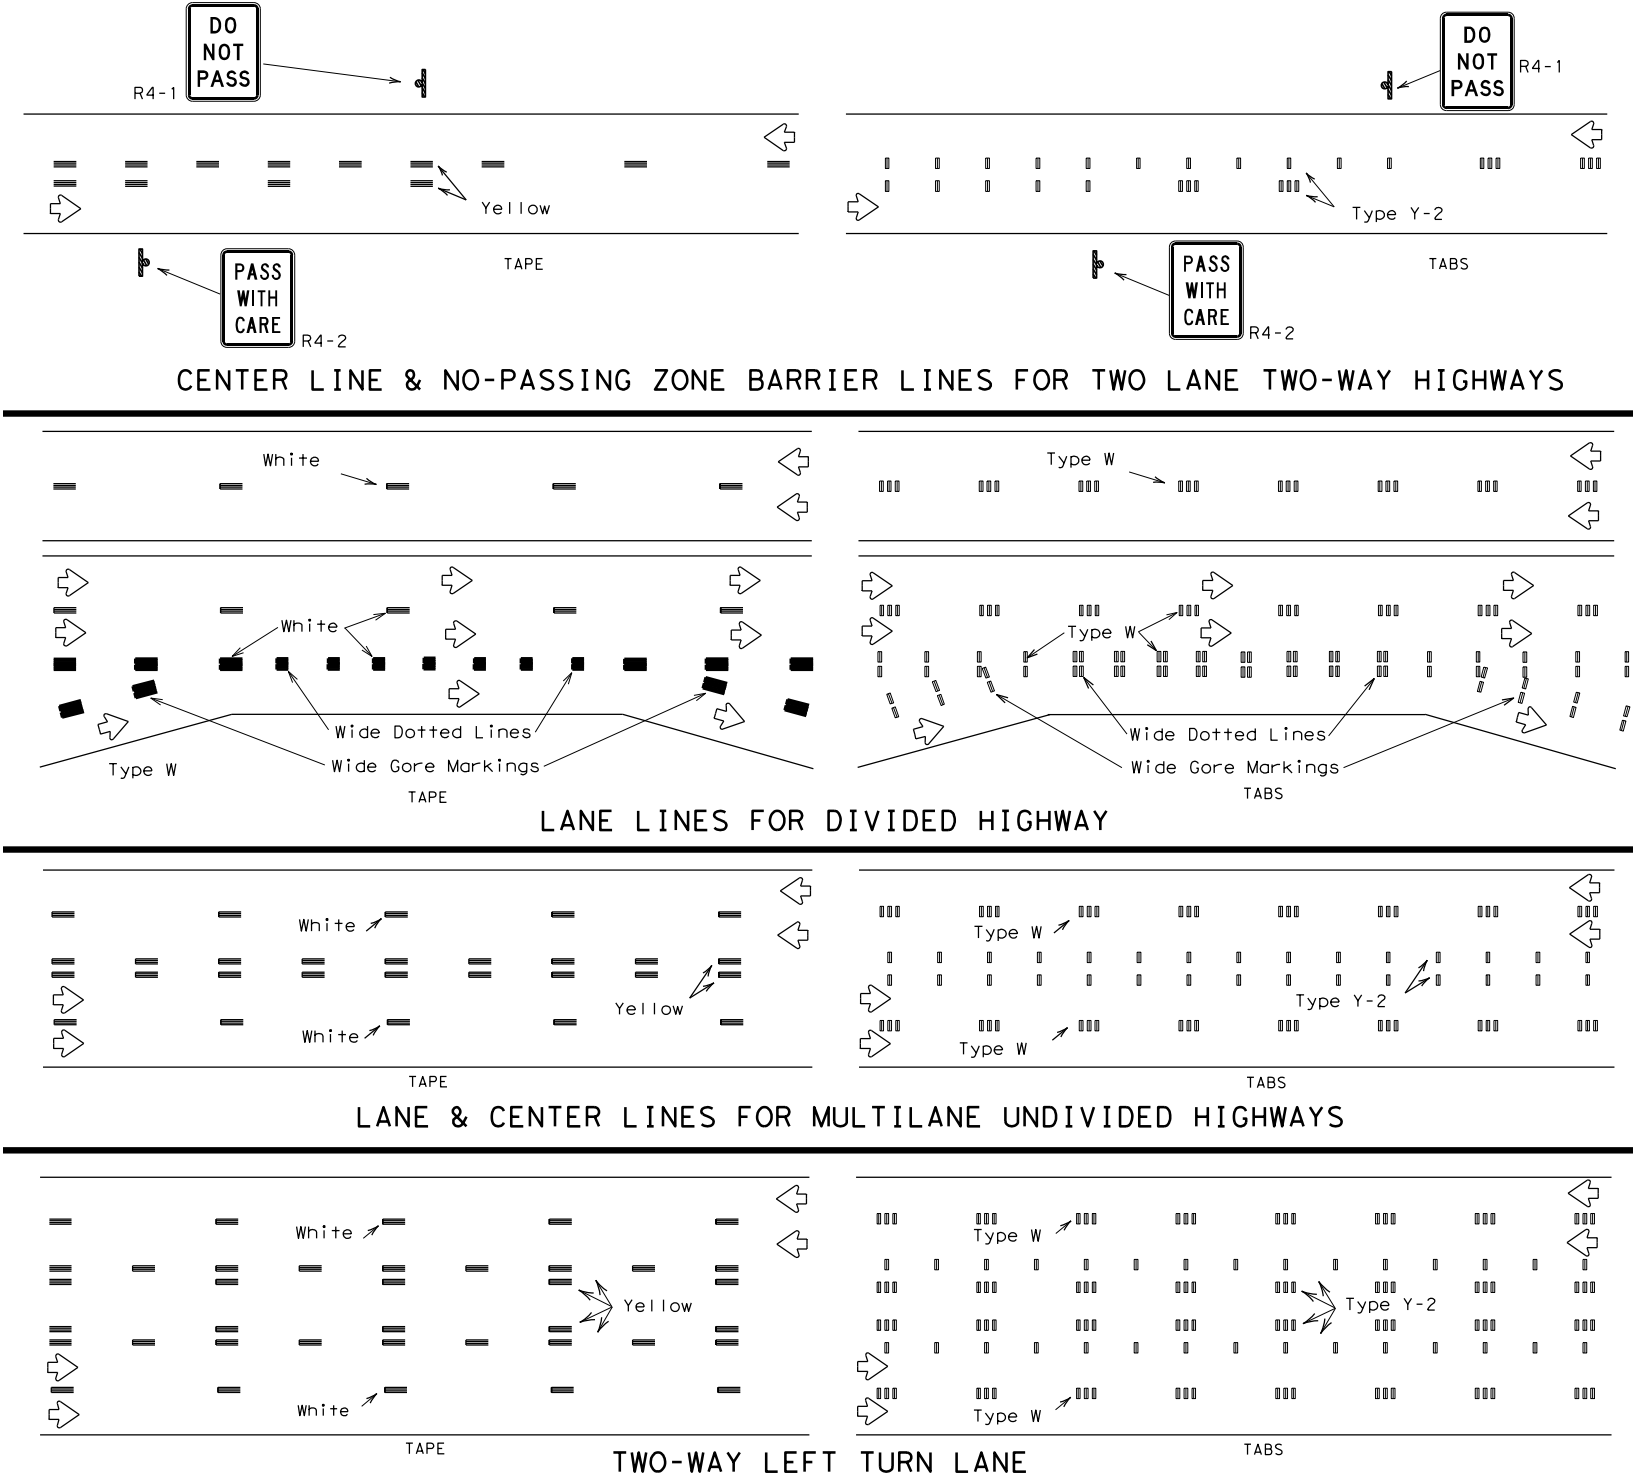 DO
NOT
PASS
R4-1
DO
NOT
PASS
R4-1
Yellow
Type Y-2
TAPE
TABS
PASS
WITH
CARE
R4-2
PASS
WITH
CARE
R4-2
CENTER LINE & NO-PASSING ZONE BARRIER LINES FOR TWO LANE TWO-WAY HIGHWAYS
White
Type W
White
Type W
Wide Dotted Lines
Wide Dotted Lines
Type W
Wide Gore Markings
Wide Gore Markings
TAPE
TABS
LANE LINES FOR DIVIDED HIGHWAY
White
Type W
Yellow
Type Y-2
White
Type W
TAPE
TABS
LANE & CENTER LINES FOR MULTILANE UNDIVIDED HIGHWAYS
White
Type W
Yellow
Type Y-2
White
Type W
TAPE
TABS
TWO-WAY LEFT TURN LANE